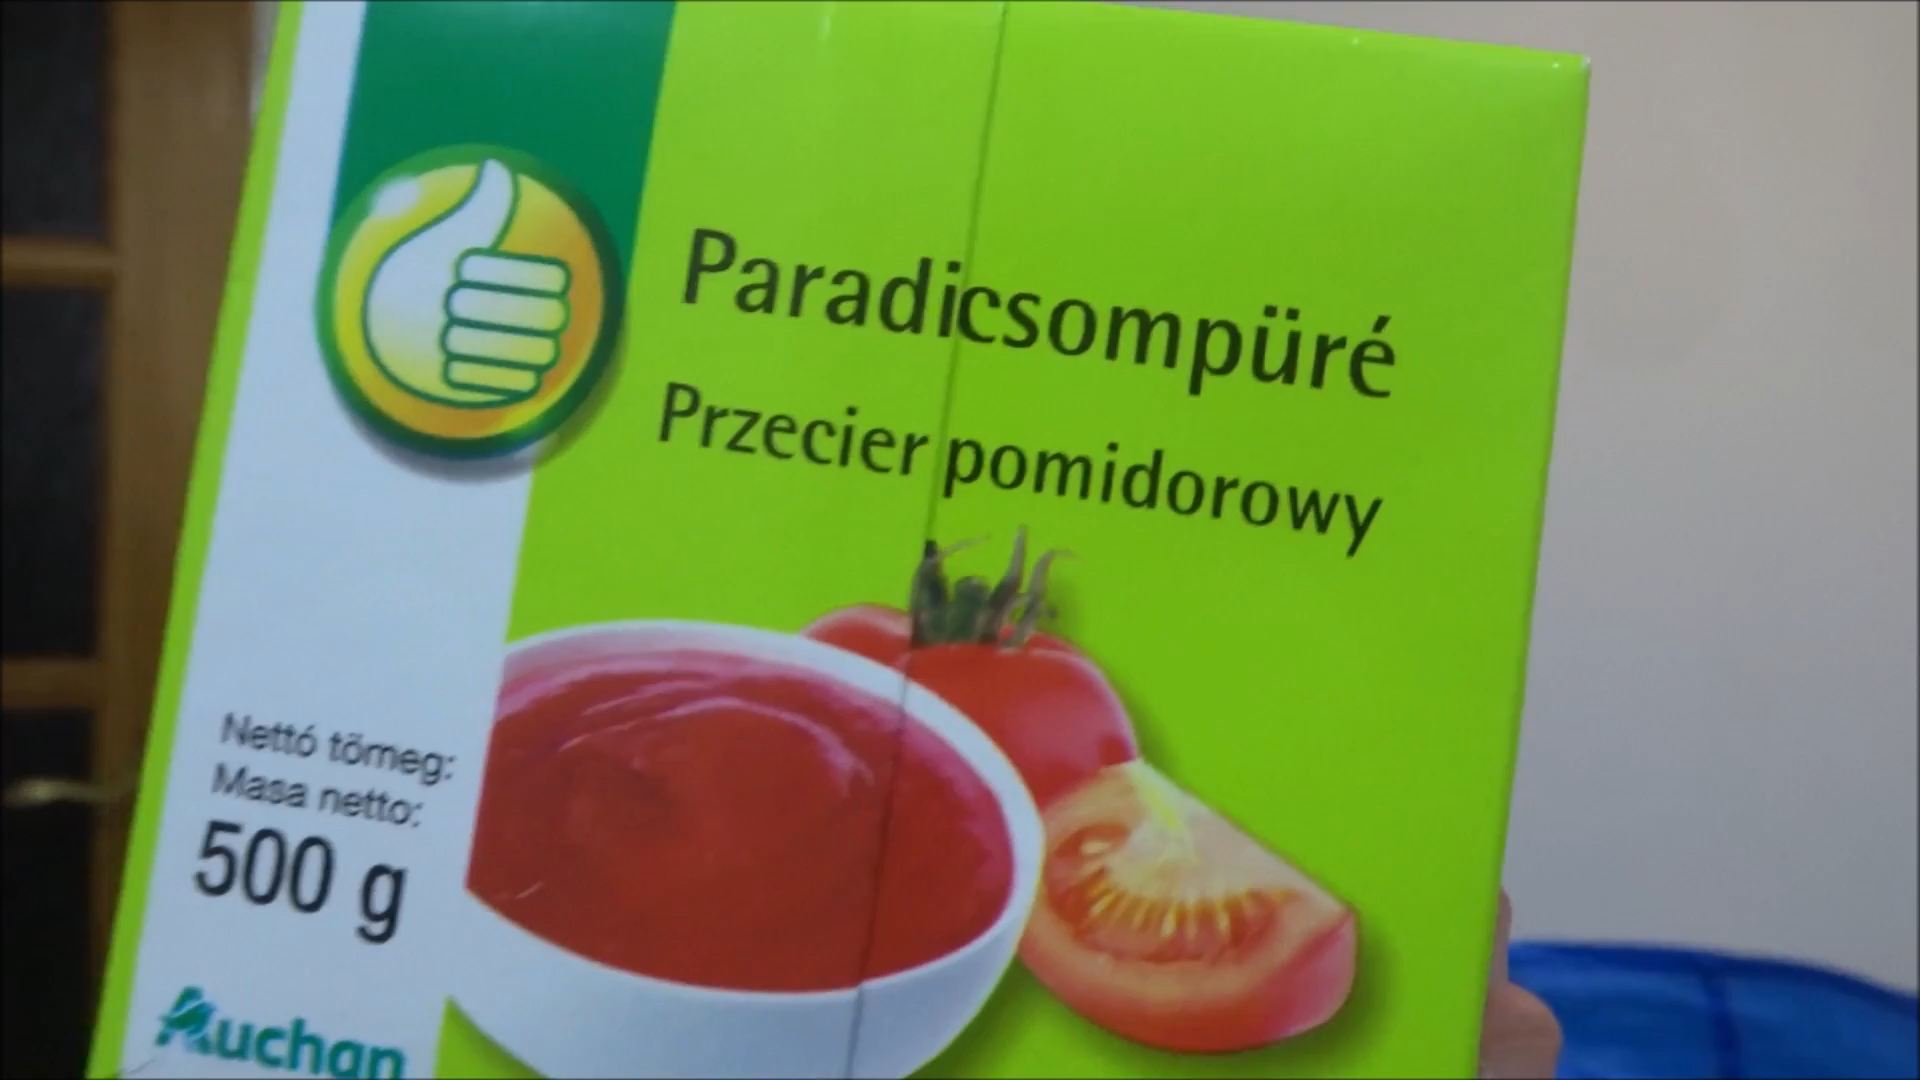 Paradicsompüré
Przecier pomidorowy
Nettó tömeg:
Masa netto:
500 g
Auchan